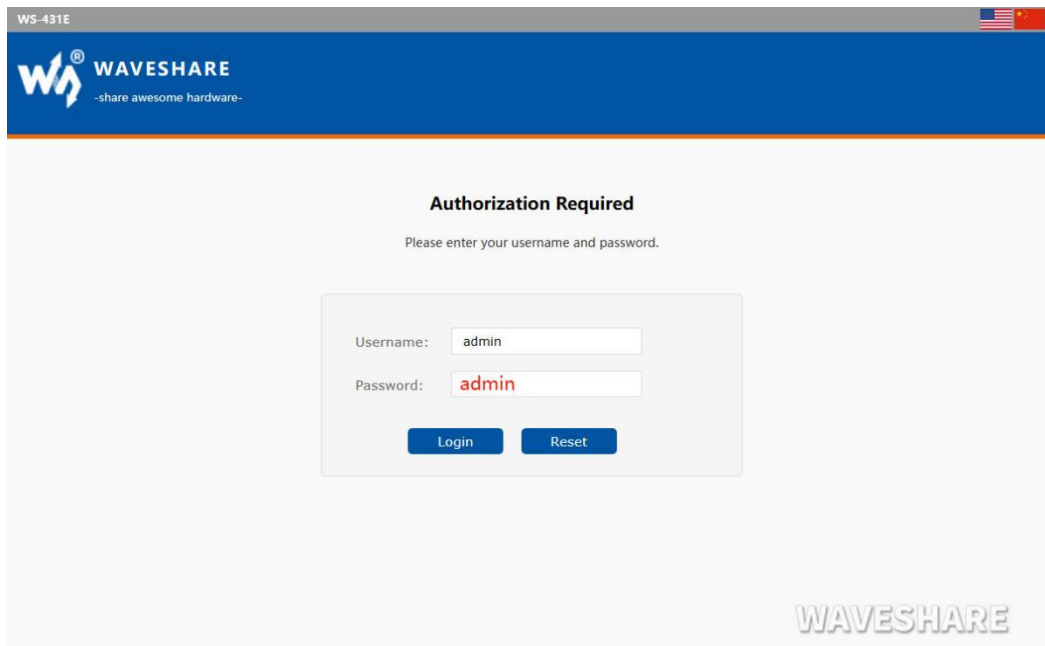 WS-431E
WAVESHARE
-share awesome hardware-
Authorization Required
Please enter your username and password.
Username: admin
Password: admin
Login Reset
WAVESHARE